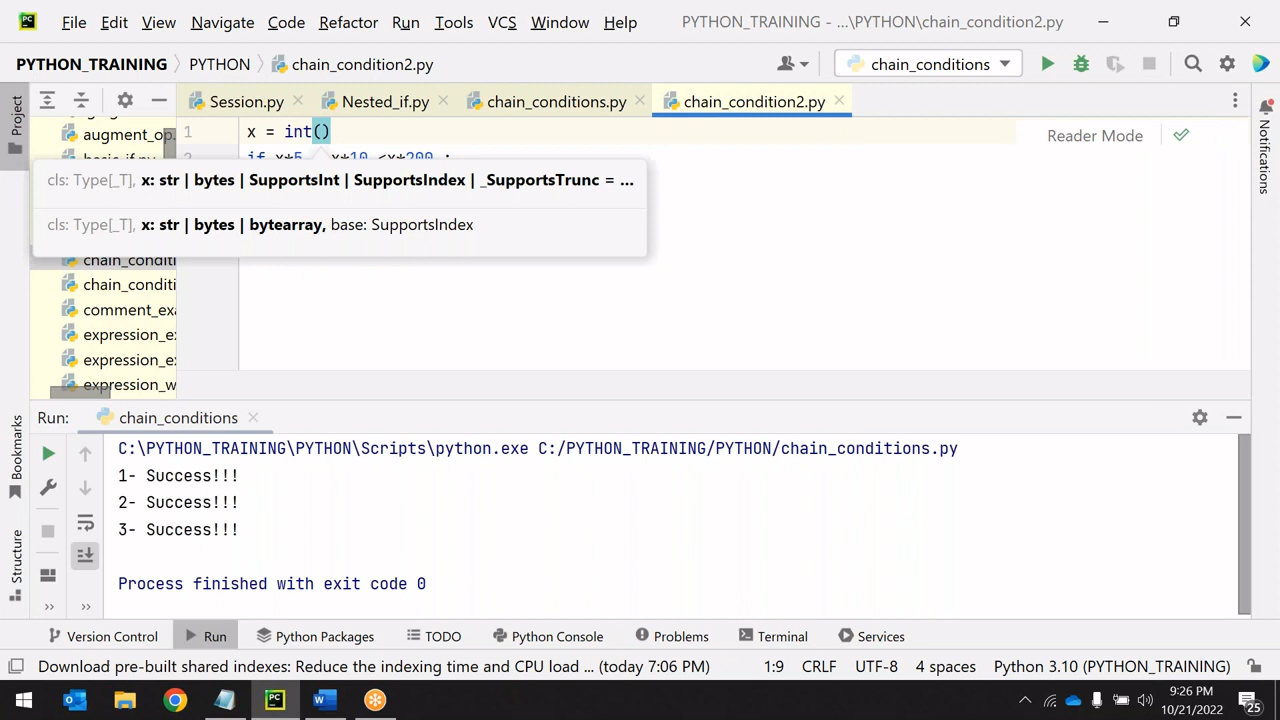 PC File Edit View Navigate Code Refactor Run Tools VCS Window Help PYTHON_TRAINING - ...\PYTHON\chain_condition2.py
PYTHON_TRAINING PYTHON chain_condition2.py chain_conditions
Project
Session.py Nested_if.py chain_conditions.py chain_condition2.py
1 x = int() Reader Mode
2
augment_op.
cls: Type[_T], x: str | bytes | SupportsInt | SupportsIndex | _SupportsTrunc = ...
cls: Type[_T], x: str | bytes | bytearray, base: SupportsIndex
chain_conditi
chain_conditi
comment_exa
expression_ex
expression_ex
expression_w
Notifications
Run: chain_conditions
C:\PYTHON_TRAINING\PYTHON\Scripts\python.exe C:/PYTHON_TRAINING/PYTHON/chain_conditions.py
1- Success!!!
2- Success!!!
3- Success!!!
Process finished with exit code 0
Bookmarks
Structure
Version Control Run Python Packages TODO Python Console Problems Terminal Services
Download pre-built shared indexes: Reduce the indexing time and CPU load ... (today 7:06 PM) 1:9 CRLF UTF-8 4 spaces Python 3.10 (PYTHON_TRAINING)
9:26 PM
10/21/2022
25